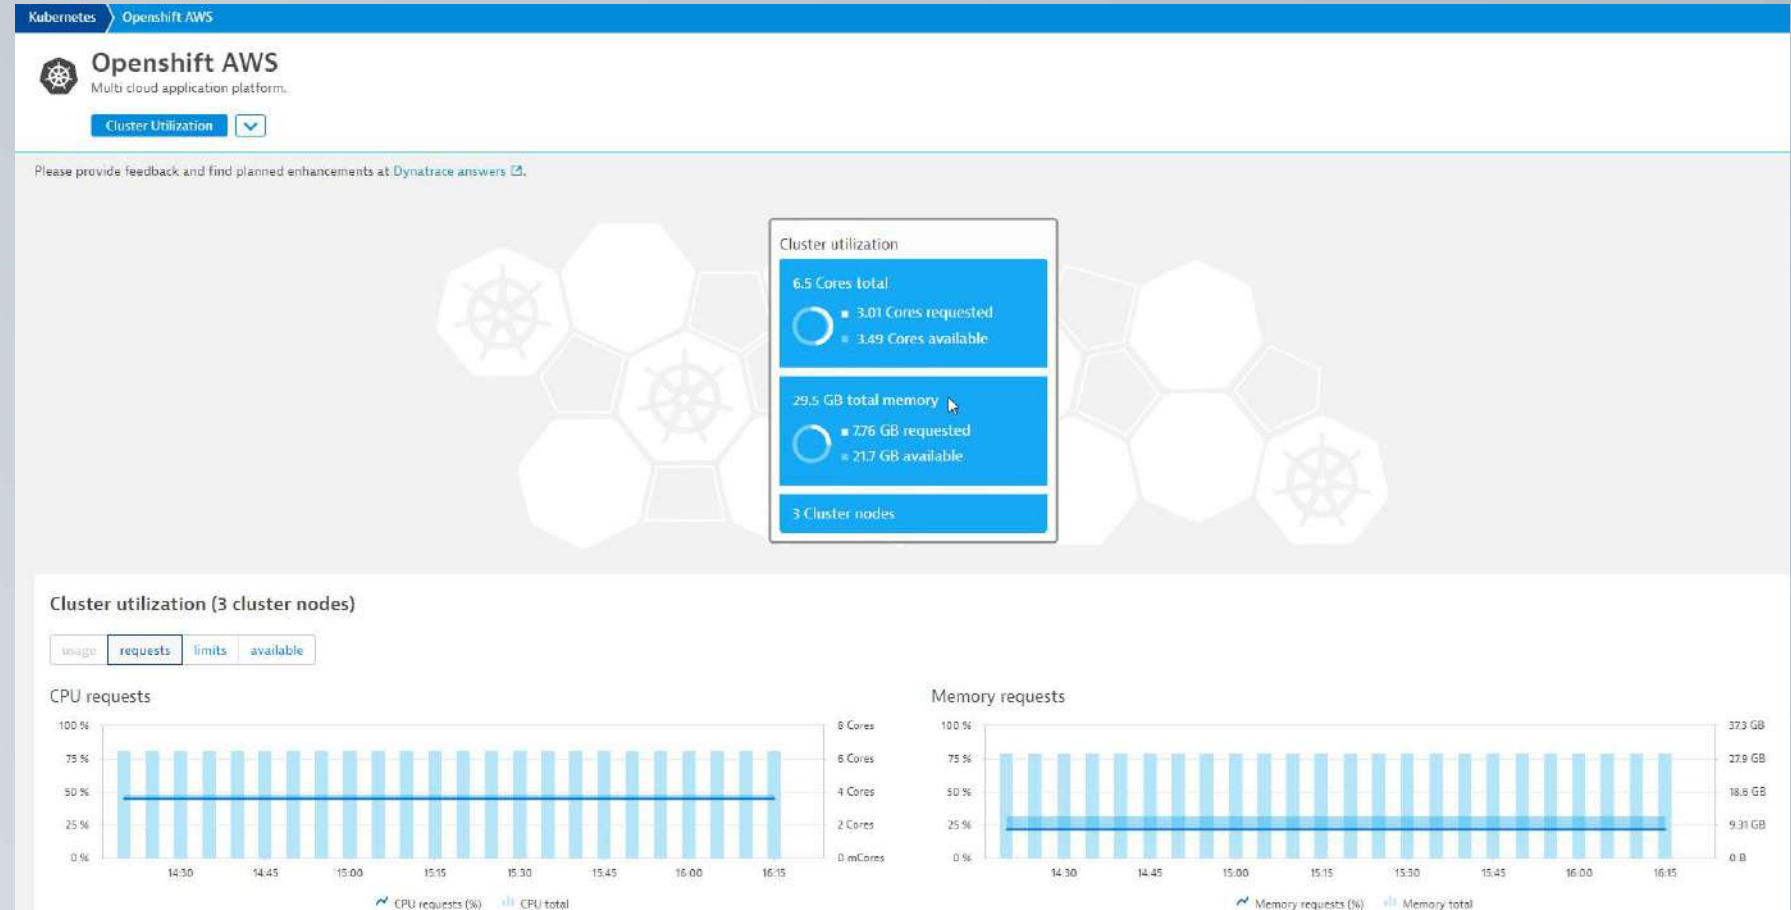 Kubernetes Openshift AWS
Openshift AWS
Multi cloud application platform.
Cluster Utilization
Please provide feedback and find planned enhancements at Dynatrace answers.
Cluster utilization
6.5 Cores total
3.01 Cores requested
3.49 Cores available
29.5 GB total memory
7.76 GB requested
21.7 GB available
3 Cluster nodes
Cluster utilization (3 cluster nodes)
usage requests limits available
CPU requests
100 % 8 Cores
75 % 6 Cores
50 % 4 Cores
25 % 2 Cores
0 % 0 mCores
14:30 14:45 15:00 15:15 15:30 15:45 16:00 16:15
CPU requests (%) CPU total
Memory requests
100 % 37.3 GB
75 % 27.9 GB
50 % 18.6 GB
25 % 9.31 GB
0 % 0 B
14:30 14:45 15:00 15:15 15:30 15:45 16:00 16:15
Memory requests (%) Memory total